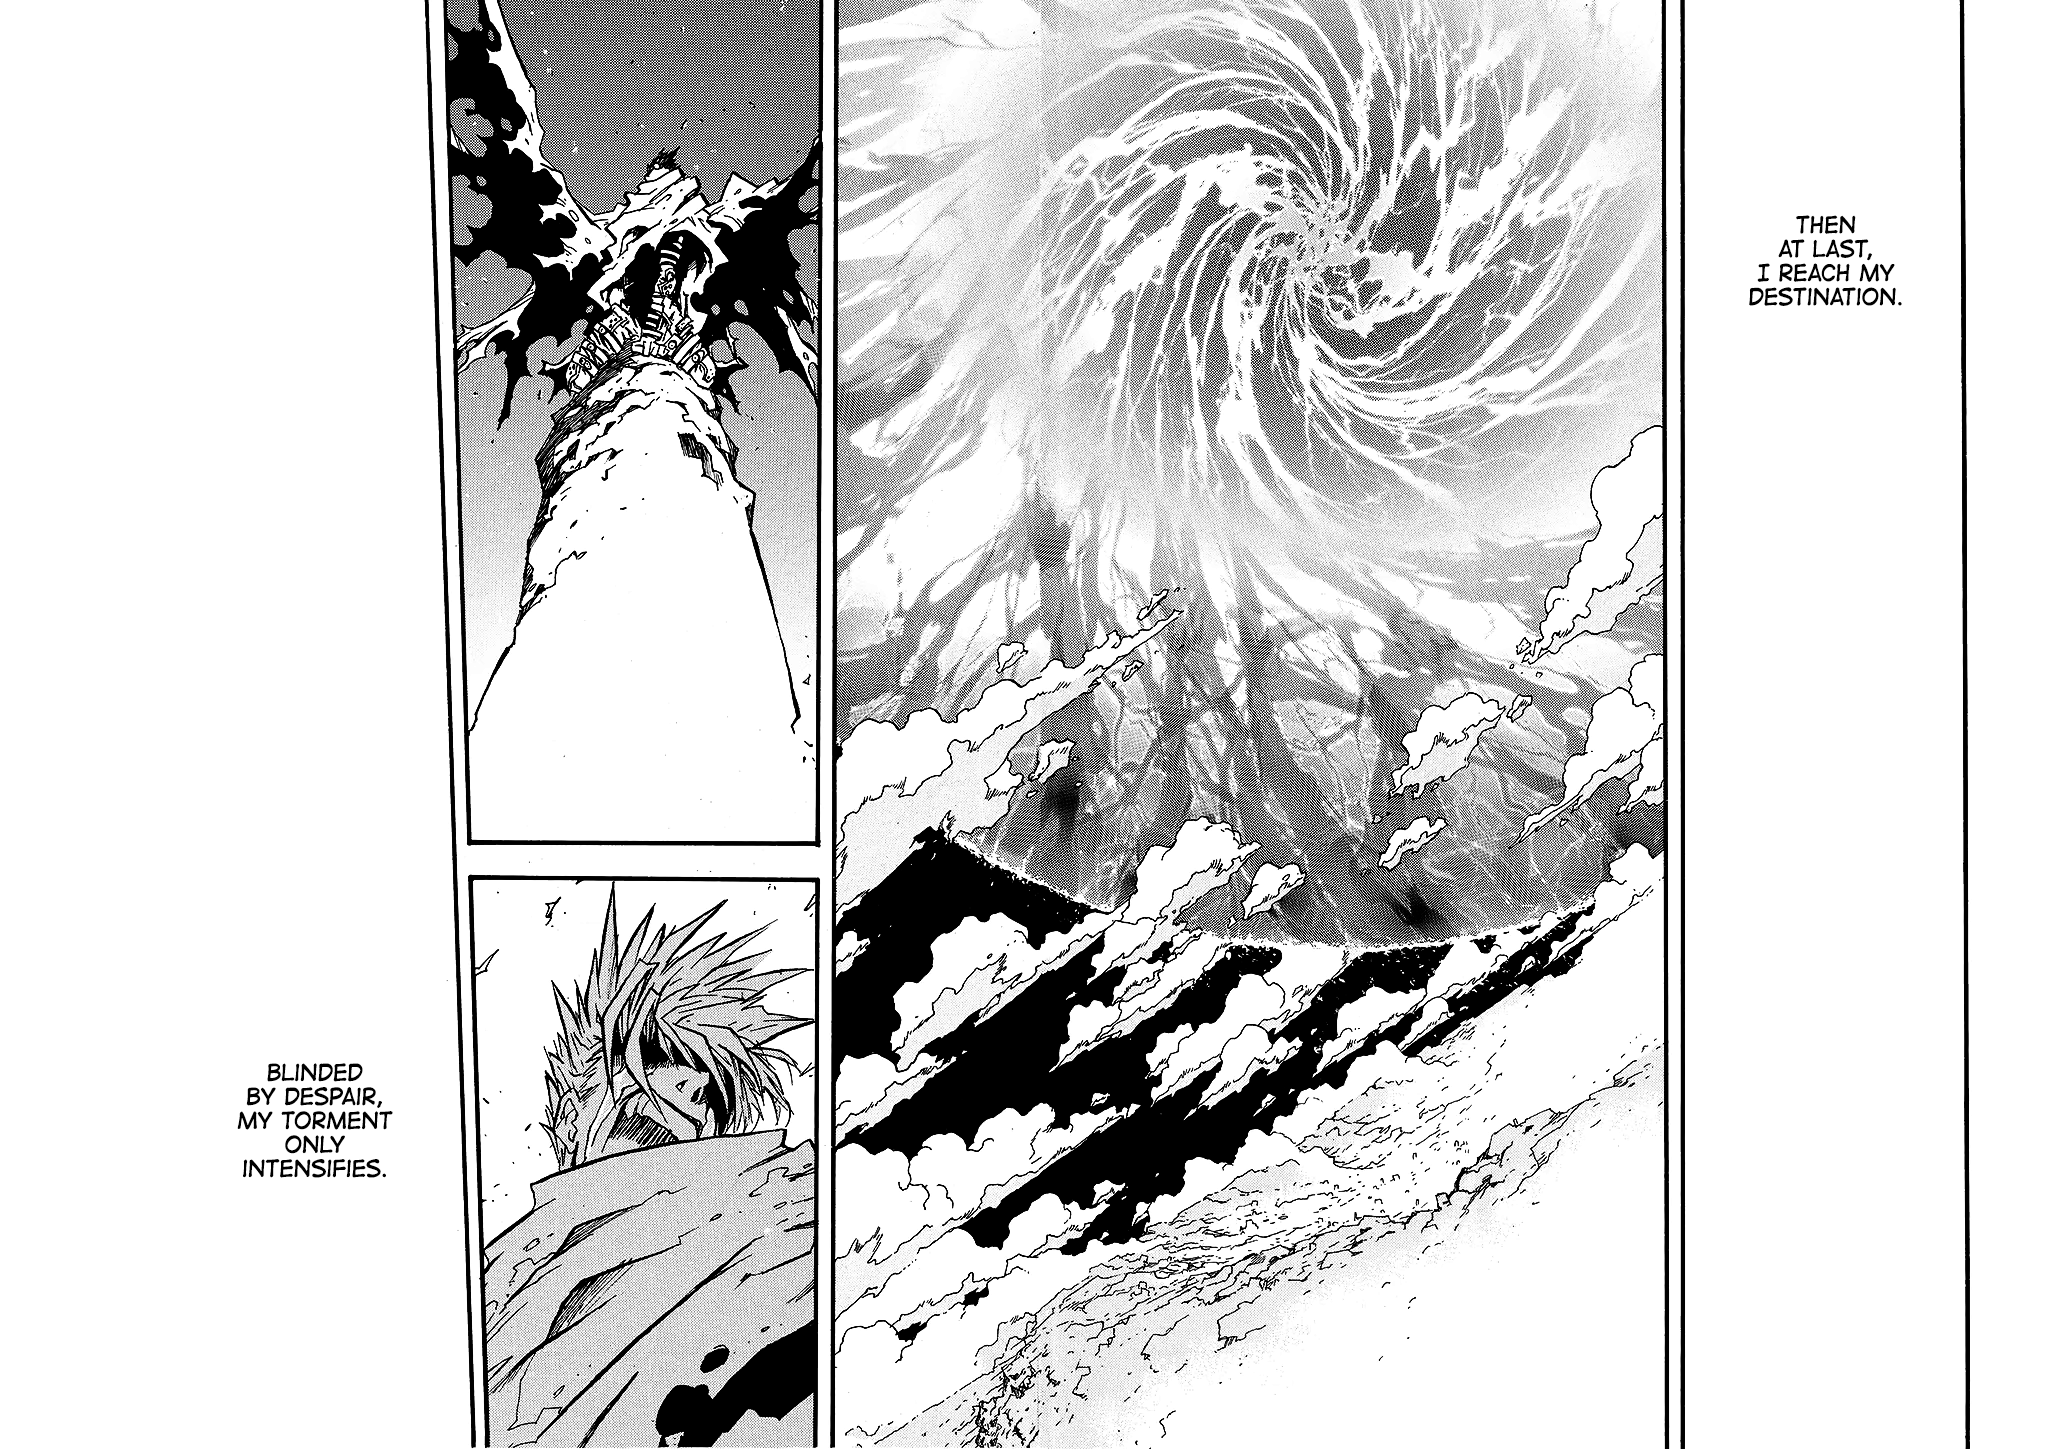 THEN
AT LAST,
I REACH MY
DESTINATION.
BLINDED
BY DESPAIR,
MY TORMENT
ONLY
INTENSIFIES.